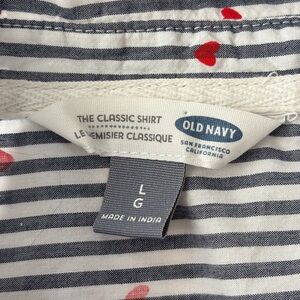 THE CLASSIC SHIRT
LE CHEMISIER CLASSIQUE
OLD NAVY
SAN FRANCISCO
CALIFORNIA
L
G
MADE IN INDIA